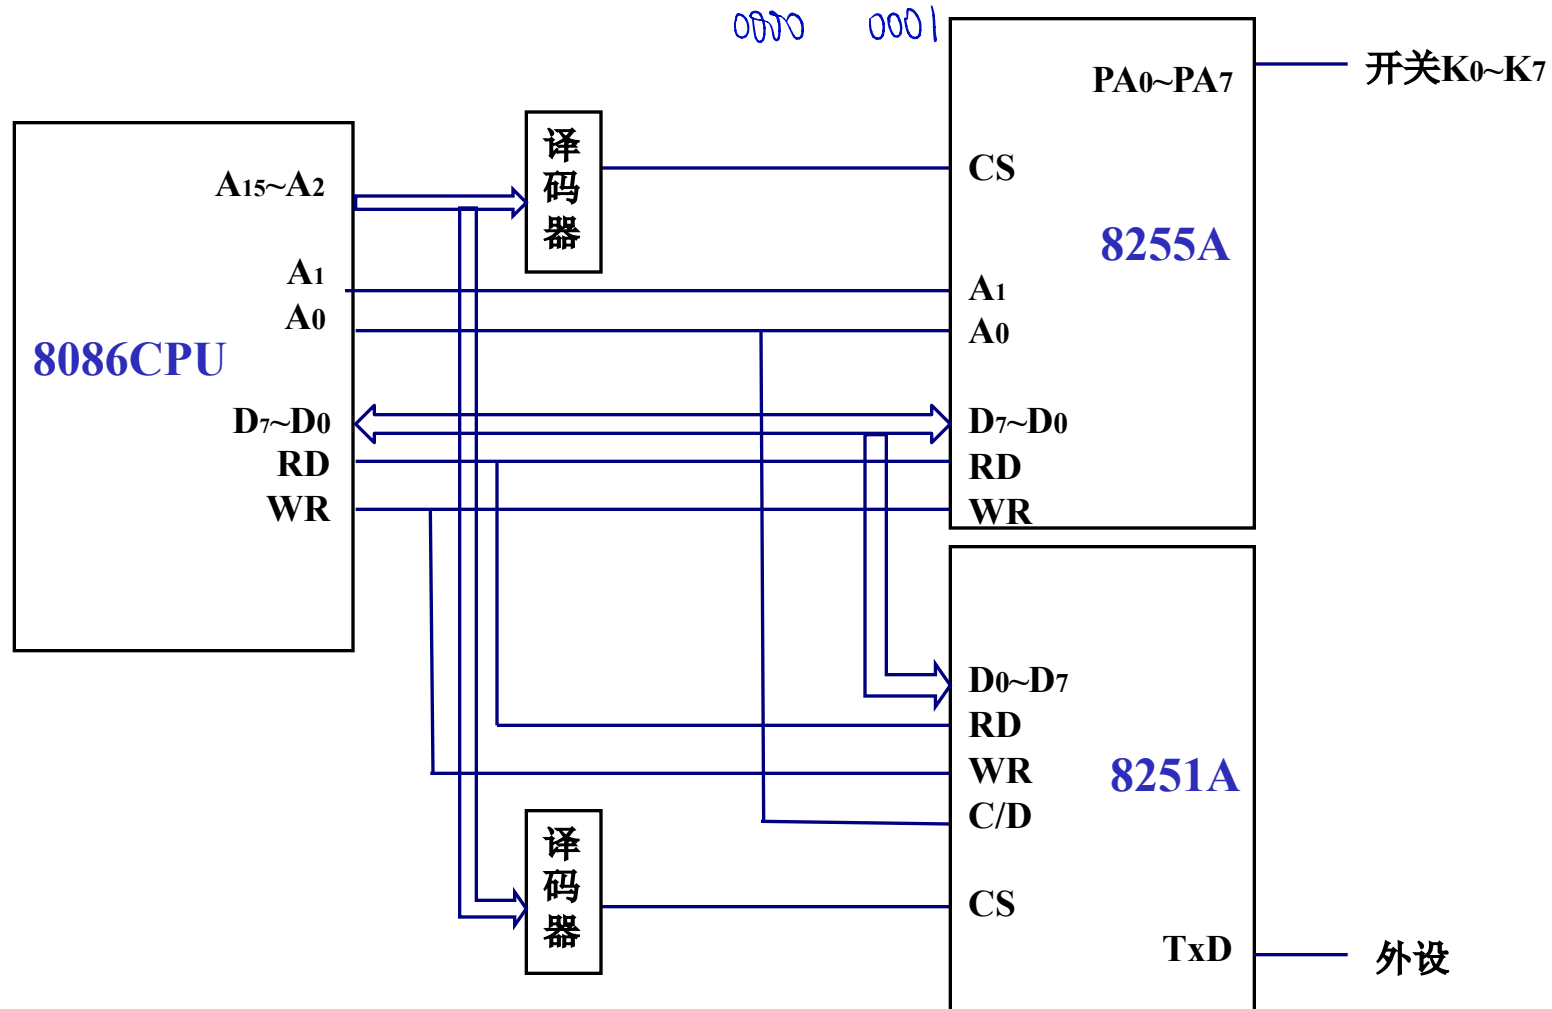 1000
PA0~PA7
开关K0~K7
译码器
CS
A15~A2
8255A
A1
A1
A0
A0
8086CPU
D7~D0
D7~D0
RD
RD
WR
WR
D0~D7
RD
WR
8251A
C/D
译码器
CS
TxD
外设